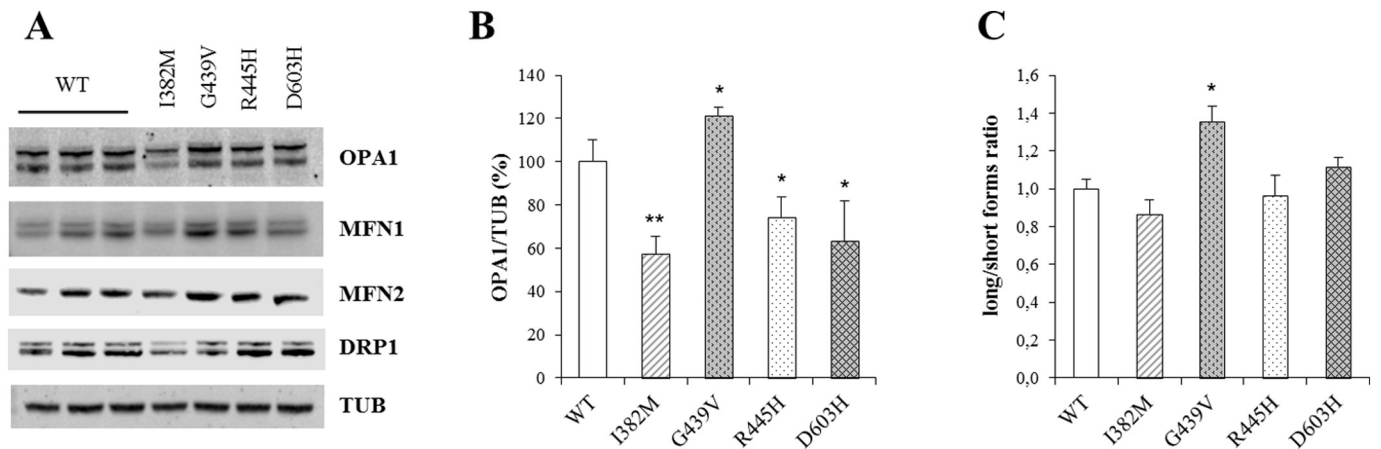 A
WT
I382M
G439V
R445H
D603H
OPA1
MFN1
MFN2
DRP1
TUB
B
OPA1/TUB (%)
140
120
100
80
60
40
20
0
*
**
*
*
WT
I382M
G439V
R445H
D603H
C
long/short forms ratio
1,6
1,4
1,2
1,0
0,8
0,6
0,4
0,2
0,0
*
WT
I382M
G439V
R445H
D603H